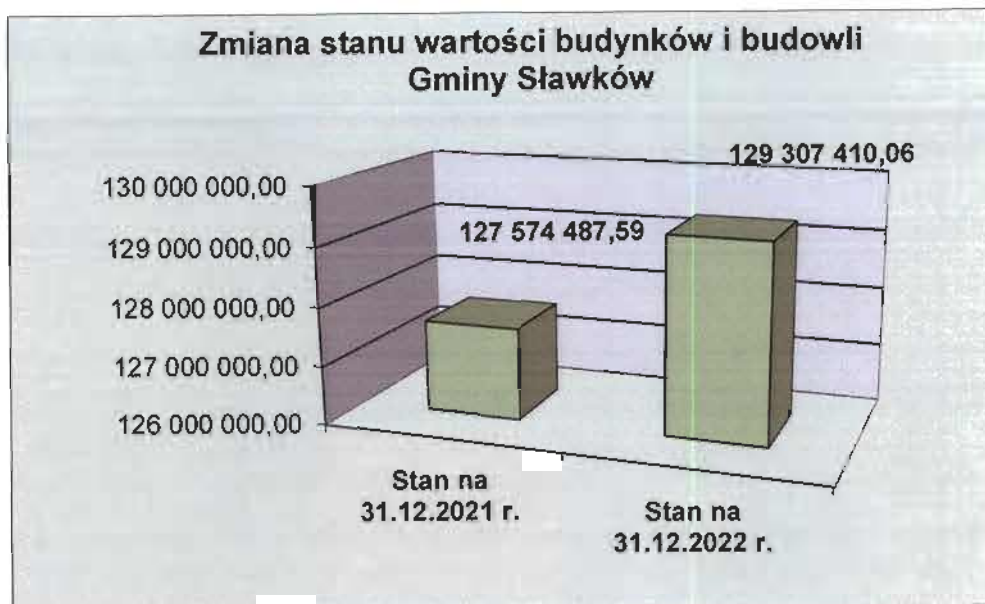 Zmiana stanu wartości budynków i budowli
Gminy Sławków
129 307 410,06
130 000 000,00
127 574 487,59
129 000 000,00
128 000 000,00
127 000 000,00
126 000 000,00
Stan na
31.12.2021 r.
Stan na
31.12.2022 r.